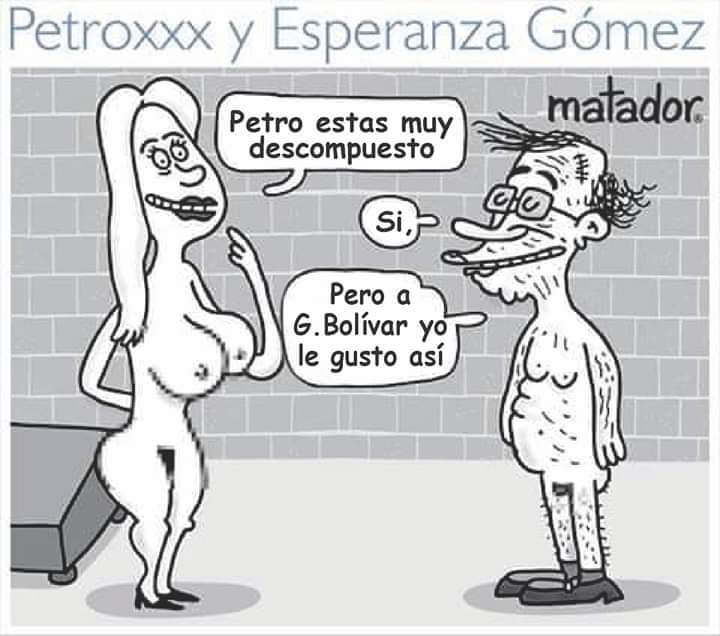 Petroxxx y Esperanza Gómez
matador®
Petro estas muy
descompuesto
Si,
Pero a
G.Bolívar yo
le gusto así